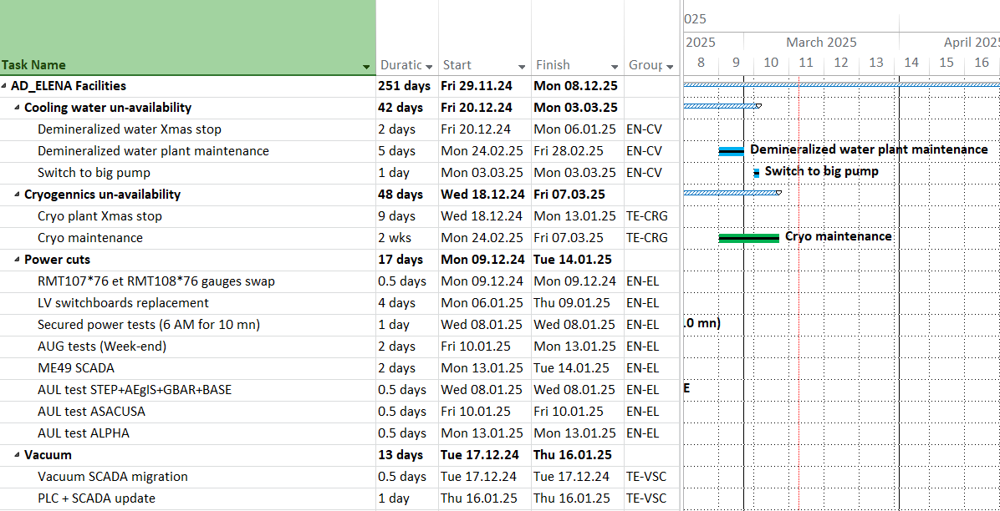 025
2025 March 2025 April 2025
Task Name Duratic Start Finish Group 8 9 10 11 12 13 14 15 16
AD_ELENA Facilities 251 days Fri 29.11.24 Mon 08.12.25
Cooling water un-availability 42 days Fri 20.12.24 Mon 03.03.25
Demineralized water Xmas stop 2 days Fri 20.12.24 Mon 06.01.25 EN-CV
Demineralized water plant maintenance 5 days Mon 24.02.25 Fri 28.02.25 EN-CV Demineralized water plant maintenance
Switch to big pump 1 day Mon 03.03.25 Mon 03.03.25 EN-CV Switch to big pump
Cryogennics un-availability 48 days Wed 18.12.24 Fri 07.03.25
Cryo plant Xmas stop 9 days Wed 18.12.24 Mon 13.01.25 TE-CRG
Cryo maintenance 2 wks Mon 24.02.25 Fri 07.03.25 TE-CRG Cryo maintenance
Power cuts 17 days Mon 09.12.24 Tue 14.01.25
RMT107*76 et RMT108*76 gauges swap 0.5 days Mon 09.12.24 Mon 09.12.24 EN-EL
LV switchboards replacement 4 days Mon 06.01.25 Thu 09.01.25 EN-EL
Secured power tests (6 AM for 10 mn) 1 day Wed 08.01.25 Wed 08.01.25 EN-EL .0 mn)
AUG tests (Week-end) 2 days Fri 10.01.25 Mon 13.01.25 EN-EL
ME49 SCADA 2 days Mon 13.01.25 Tue 14.01.25 EN-EL
AUL test STEP+AEgIS+GBAR+BASE 0.5 days Wed 08.01.25 Wed 08.01.25 EN-EL E
AUL test ASACUSA 0.5 days Fri 10.01.25 Fri 10.01.25 EN-EL
AUL test ALPHA 0.5 days Mon 13.01.25 Mon 13.01.25 EN-EL
Vacuum 13 days Tue 17.12.24 Thu 16.01.25
Vacuum SCADA migration 0.5 days Tue 17.12.24 Tue 17.12.24 TE-VSC
PLC + SCADA update 1 day Thu 16.01.25 Thu 16.01.25 TE-VSC